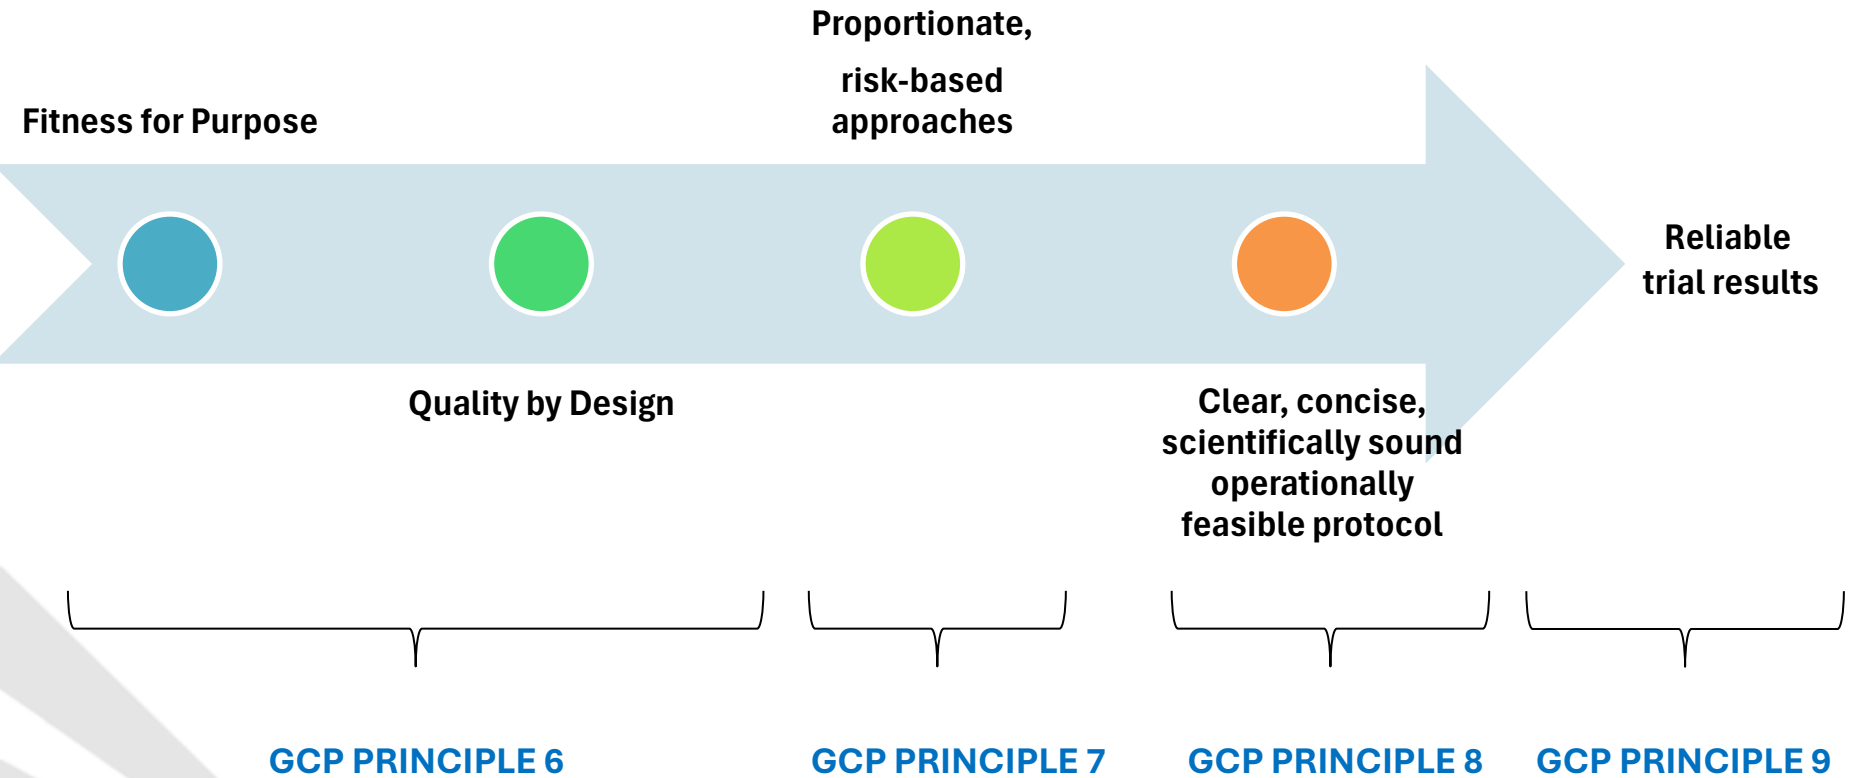 Proportionate,
risk-based
approaches
Fitness for Purpose
Reliable
trial results
Quality by Design
Clear, concise,
scientifically sound
operationally
feasible protocol
GCP PRINCIPLE 6
GCP PRINCIPLE 7
GCP PRINCIPLE 8
GCP PRINCIPLE 9